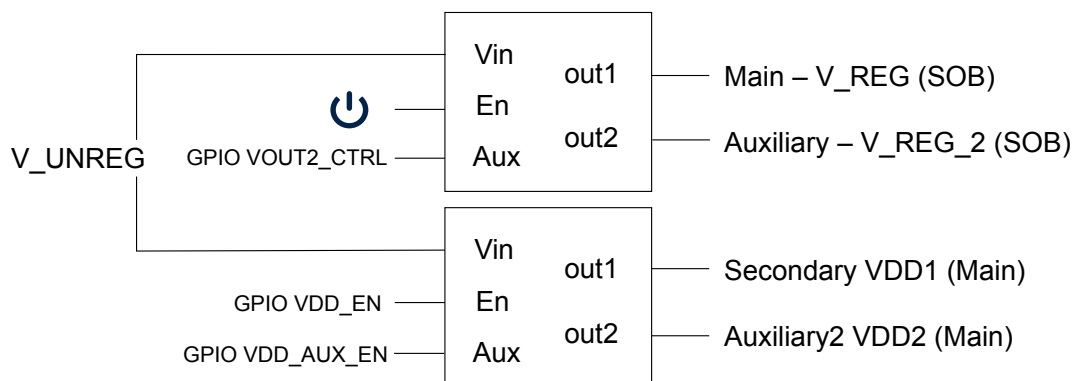 Vin
out1
Main – V_REG (SOB)
En
out2
Auxiliary – V_REG_2 (SOB)
V_UNREG
GPIO VOUT2_CTRL
Aux
Vin
out1
Secondary VDD1 (Main)
GPIO VDD_EN
En
out2
Auxiliary2 VDD2 (Main)
GPIO VDD_AUX_EN
Aux